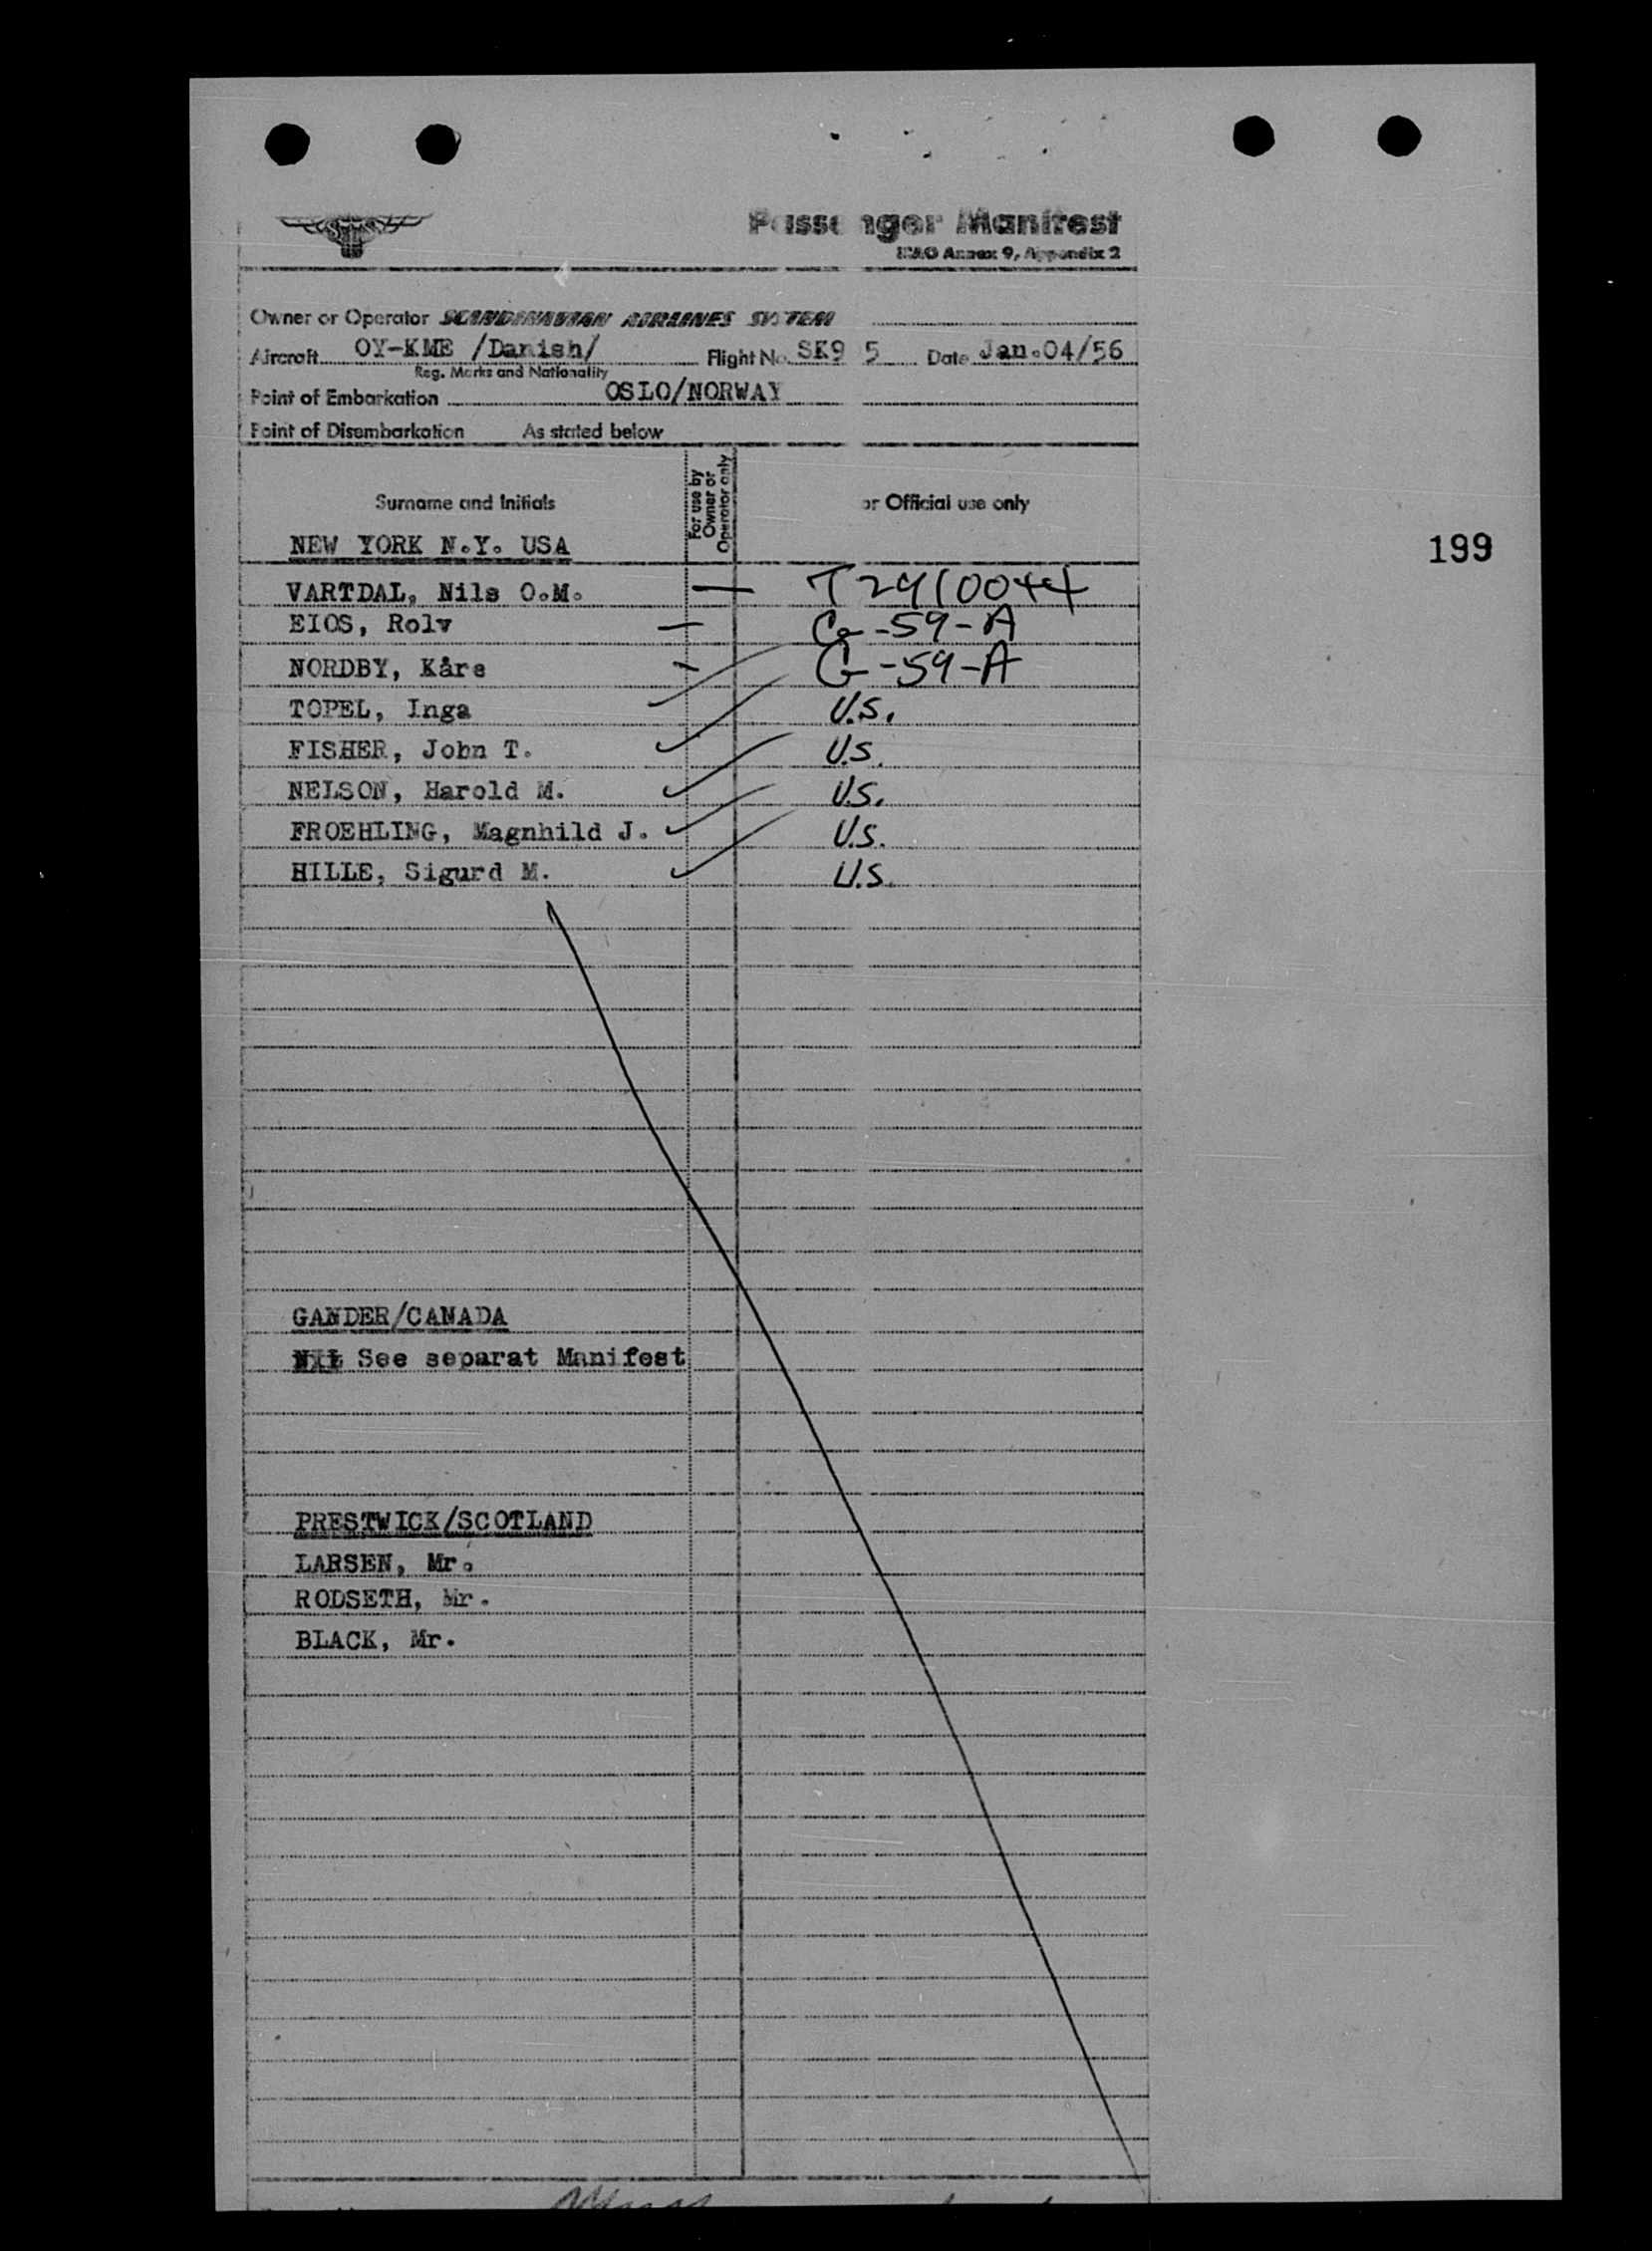 SAS
Passenger Manifest
ICAO Annex 9, Appendix 2
Owner or Operator SCANDINAVIAN AIRLINES SYSTEM
Aircraft OY-KME /Danish/ Flight No. SK9 5 Date Jan.04/56
Reg. Marks and Nationality
Point of Embarkation OSLO/NORWAY
Point of Disembarkation As stated below
Surname and Initials For use by Owner or Operator only or Official use only
NEW YORK N.Y. USA
199
VARTDAL, Nils O.M. — T2910044
EIOS, Rolv — G-59-A
NORDBY, Kåre - G-59-A
TOPEL, Inga U.S.
FISHER, John T. U.S.
NELSON, Harold M. U.S.
FROEHLING, Magnhild J. U.S.
HILLE, Sigurd M. U.S.
GANDER/CANADA
See separat Manifest
PRESTWICK/SCOTLAND
LARSEN, Mr.
RODSETH, Mr.
BLACK, Mr.